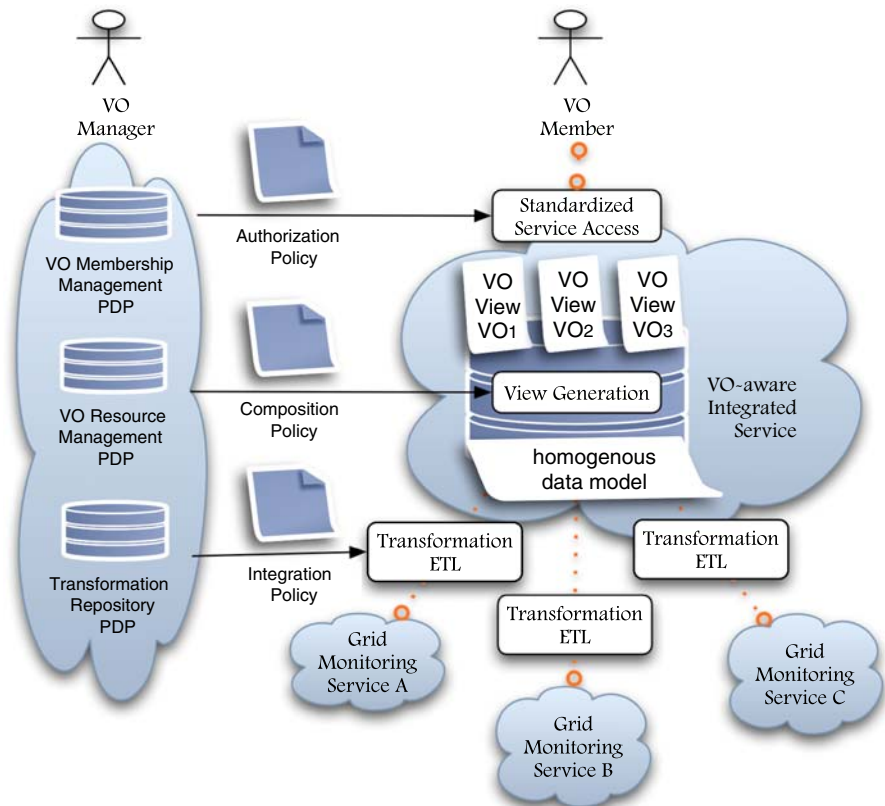 VO
Manager
VO
Member
Standardized
Service Access
Authorization
Policy
VO Membership
Management
PDP
VO
View
VO1
VO
View
VO2
VO
View
VO3
View Generation
VO-aware
Integrated
Service
Composition
Policy
VO Resource
Management
PDP
homogenous
data model
Transformation
ETL
Transformation
ETL
Integration
Policy
Transformation
Repository
PDP
Transformation
ETL
Grid
Monitoring
Service A
Grid
Monitoring
Service B
Grid
Monitoring
Service C